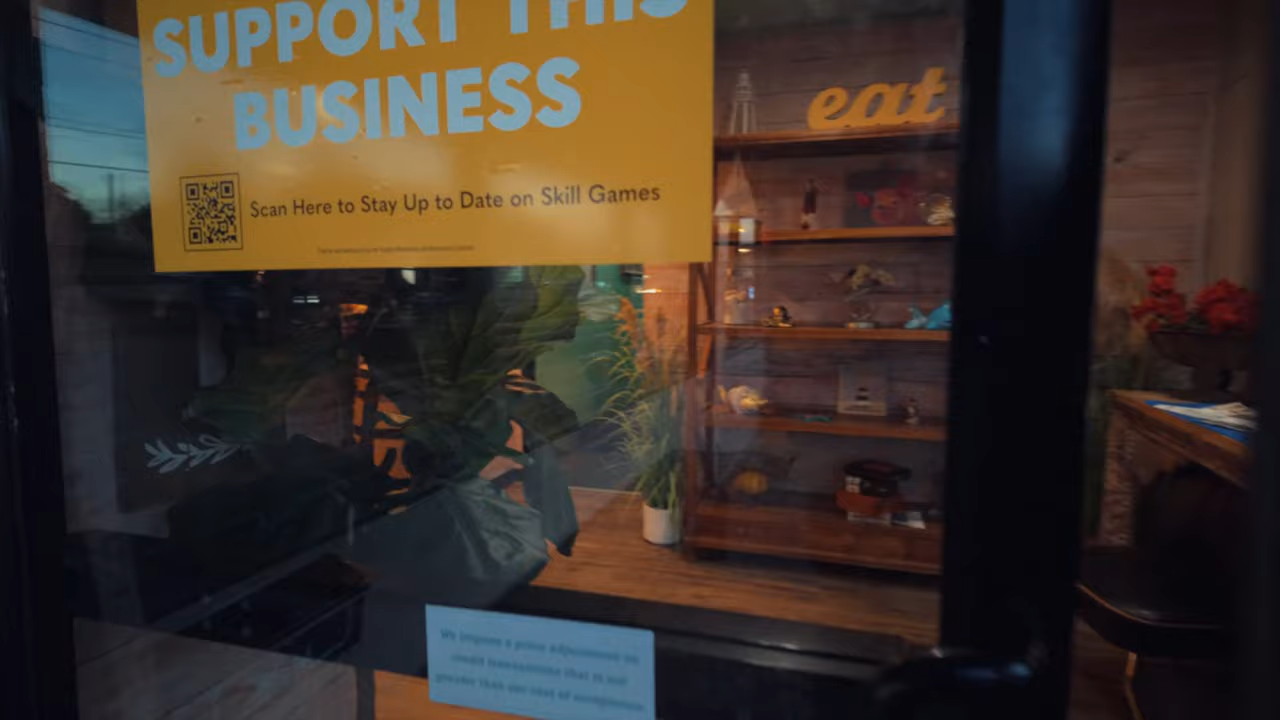 SUPPORT THIS
BUSINESS
Scan Here to Stay Up to Date on Skill Games
eat
We impose a price adjustment on
credit transactions that is not
greater than our cost of acceptance